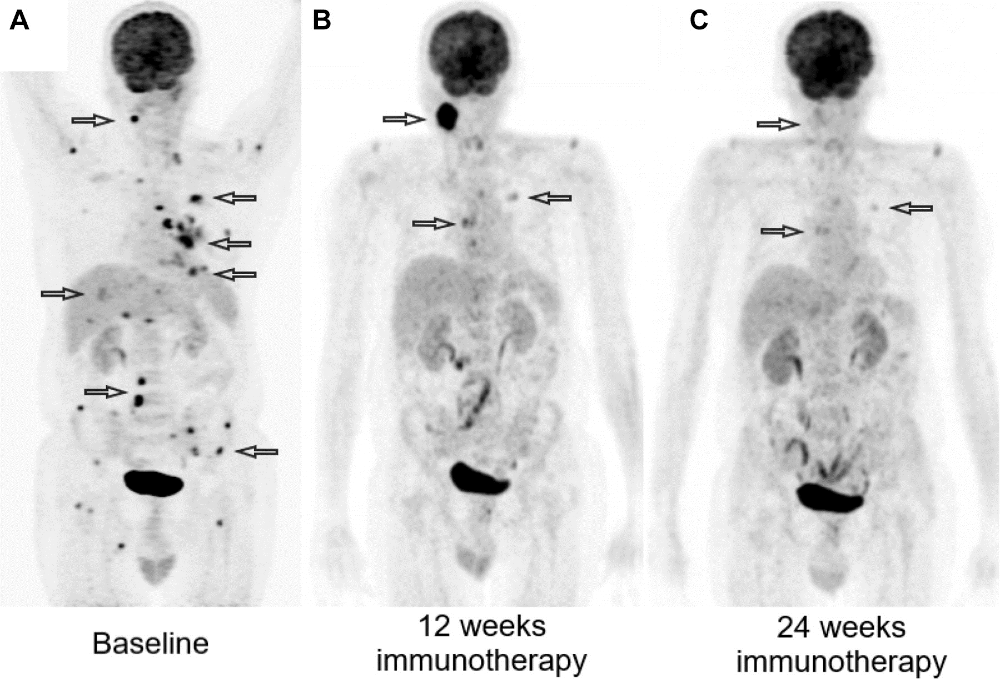 A
B
C
Baseline
12 weeks
immunotherapy
24 weeks
immunotherapy